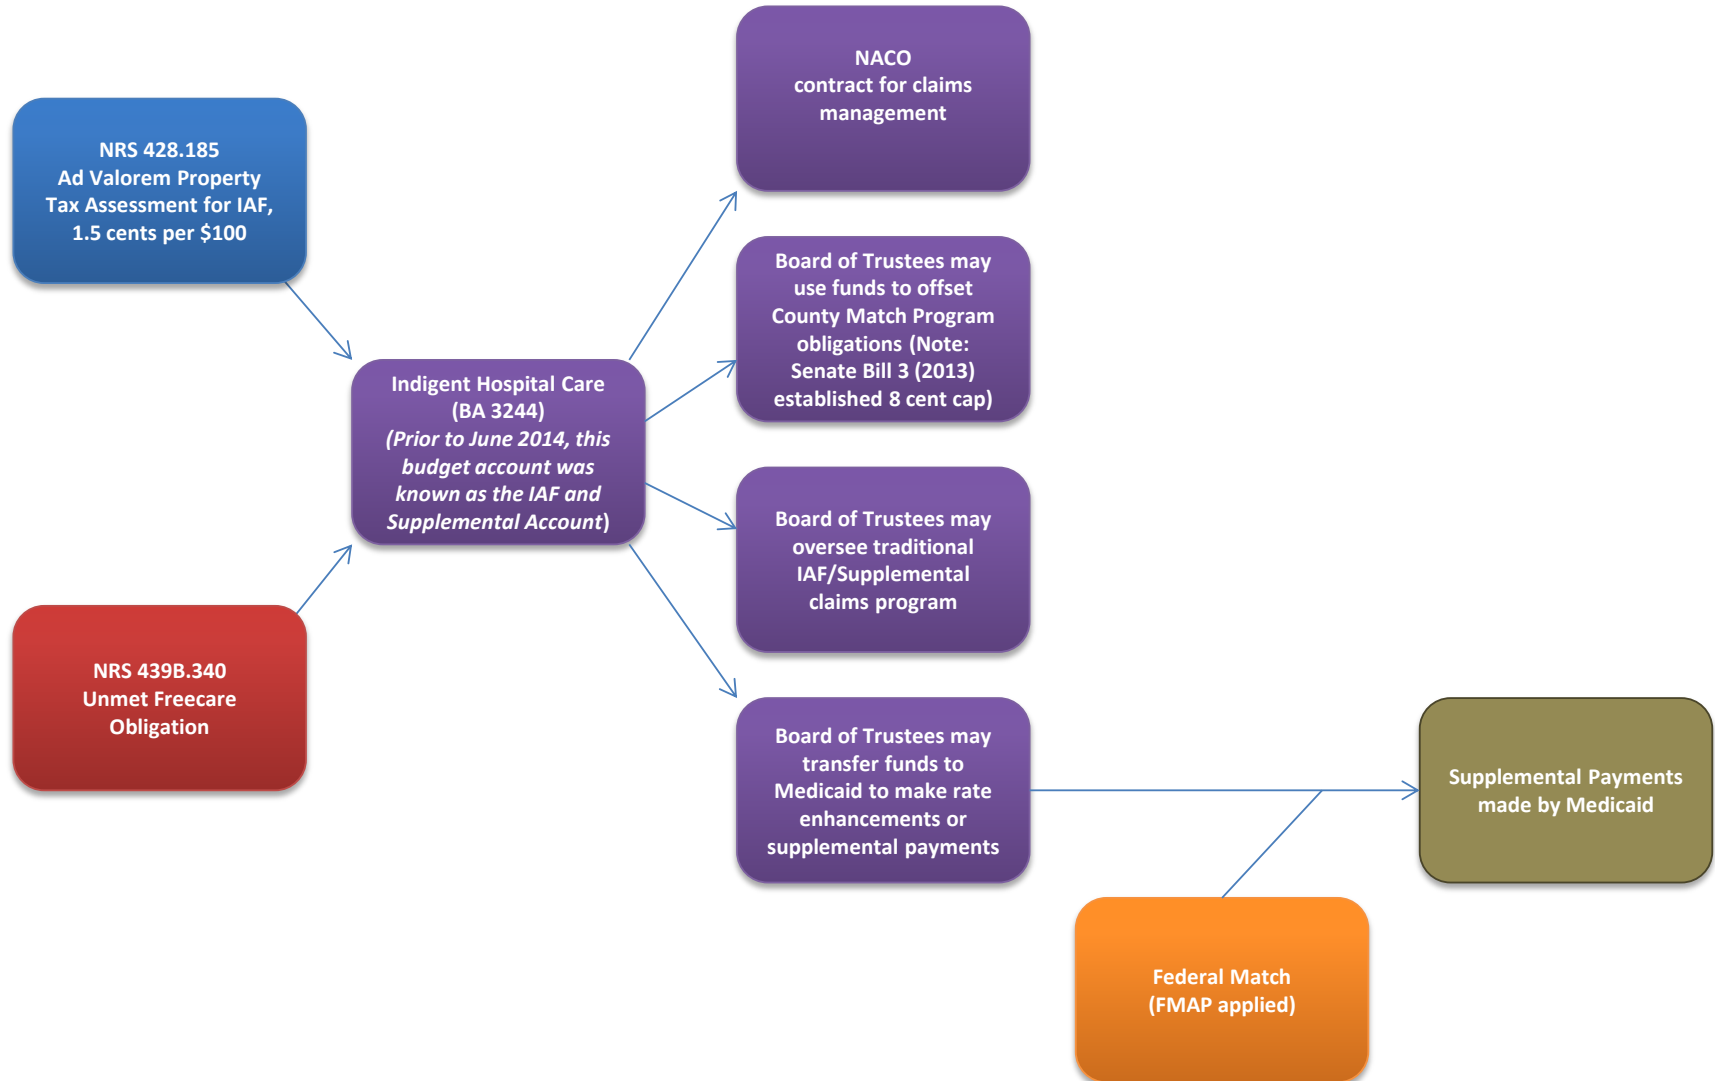 NRS 428.185
Ad Valorem Property
Tax Assessment for IAF,
1.5 cents per $100
NRS 439B.340
Unmet Freecare
Obligation
Indigent Hospital Care
(BA 3244)
(Prior to June 2014, this
budget account was
known as the IAF and
Supplemental Account)
NACO
contract for claims
management
Board of Trustees may
use funds to offset
County Match Program
obligations (Note:
Senate Bill 3 (2013)
established 8 cent cap)
Board of Trustees may
oversee traditional
IAF/Supplemental
claims program
Board of Trustees may
transfer funds to
Medicaid to make rate
enhancements or
supplemental payments
Federal Match
(FMAP applied)
Supplemental Payments
made by Medicaid